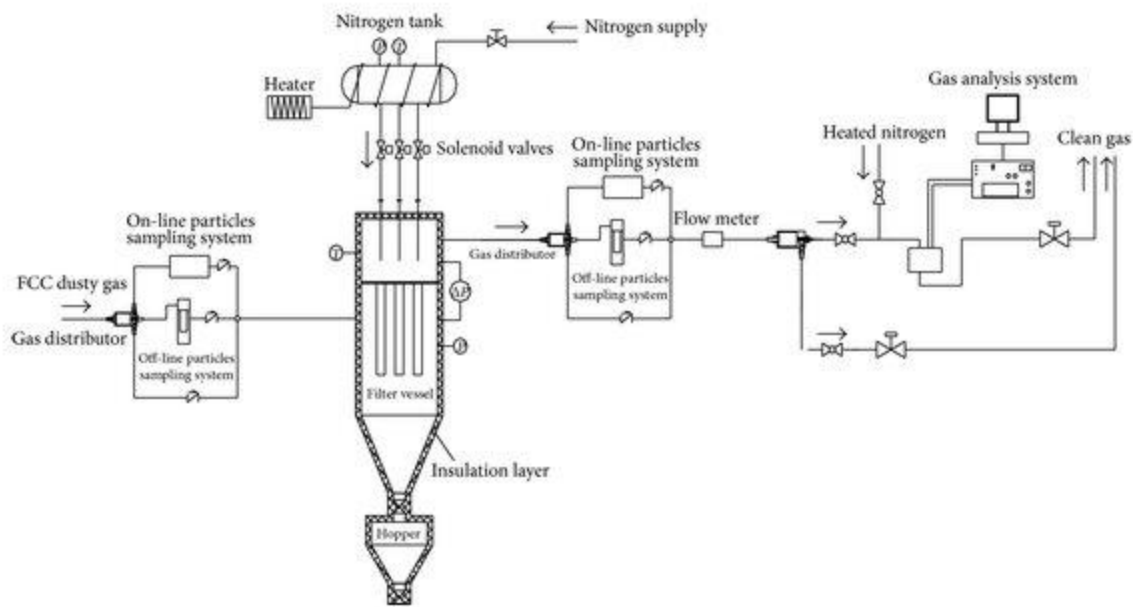 Nitrogen tank
P
T
Nitrogen supply
Heater
Solenoid valves
Gas analysis system
Heated nitrogen
Clean gas
On-line particles
sampling system
Flow meter
Gas distributor
Off-line particles
sampling system
On-line particles
sampling system
FCC dusty gas
Gas distributor
Off-line particles
sampling system
T
ΔP
P
Filter vessel
Insulation layer
Hopper